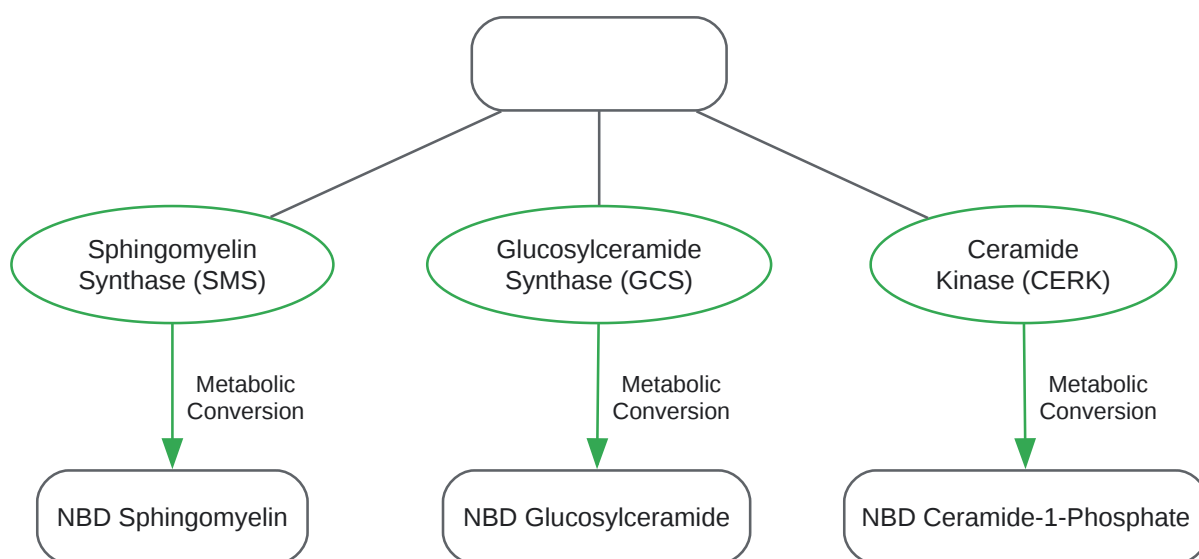 Sphingomyelin
Synthase (SMS)
Glucosylceramide
Synthase (GCS)
Ceramide
Kinase (CERK)
Metabolic
Conversion
Metabolic
Conversion
Metabolic
Conversion
NBD Sphingomyelin
NBD Glucosylceramide
NBD Ceramide-1-Phosphate